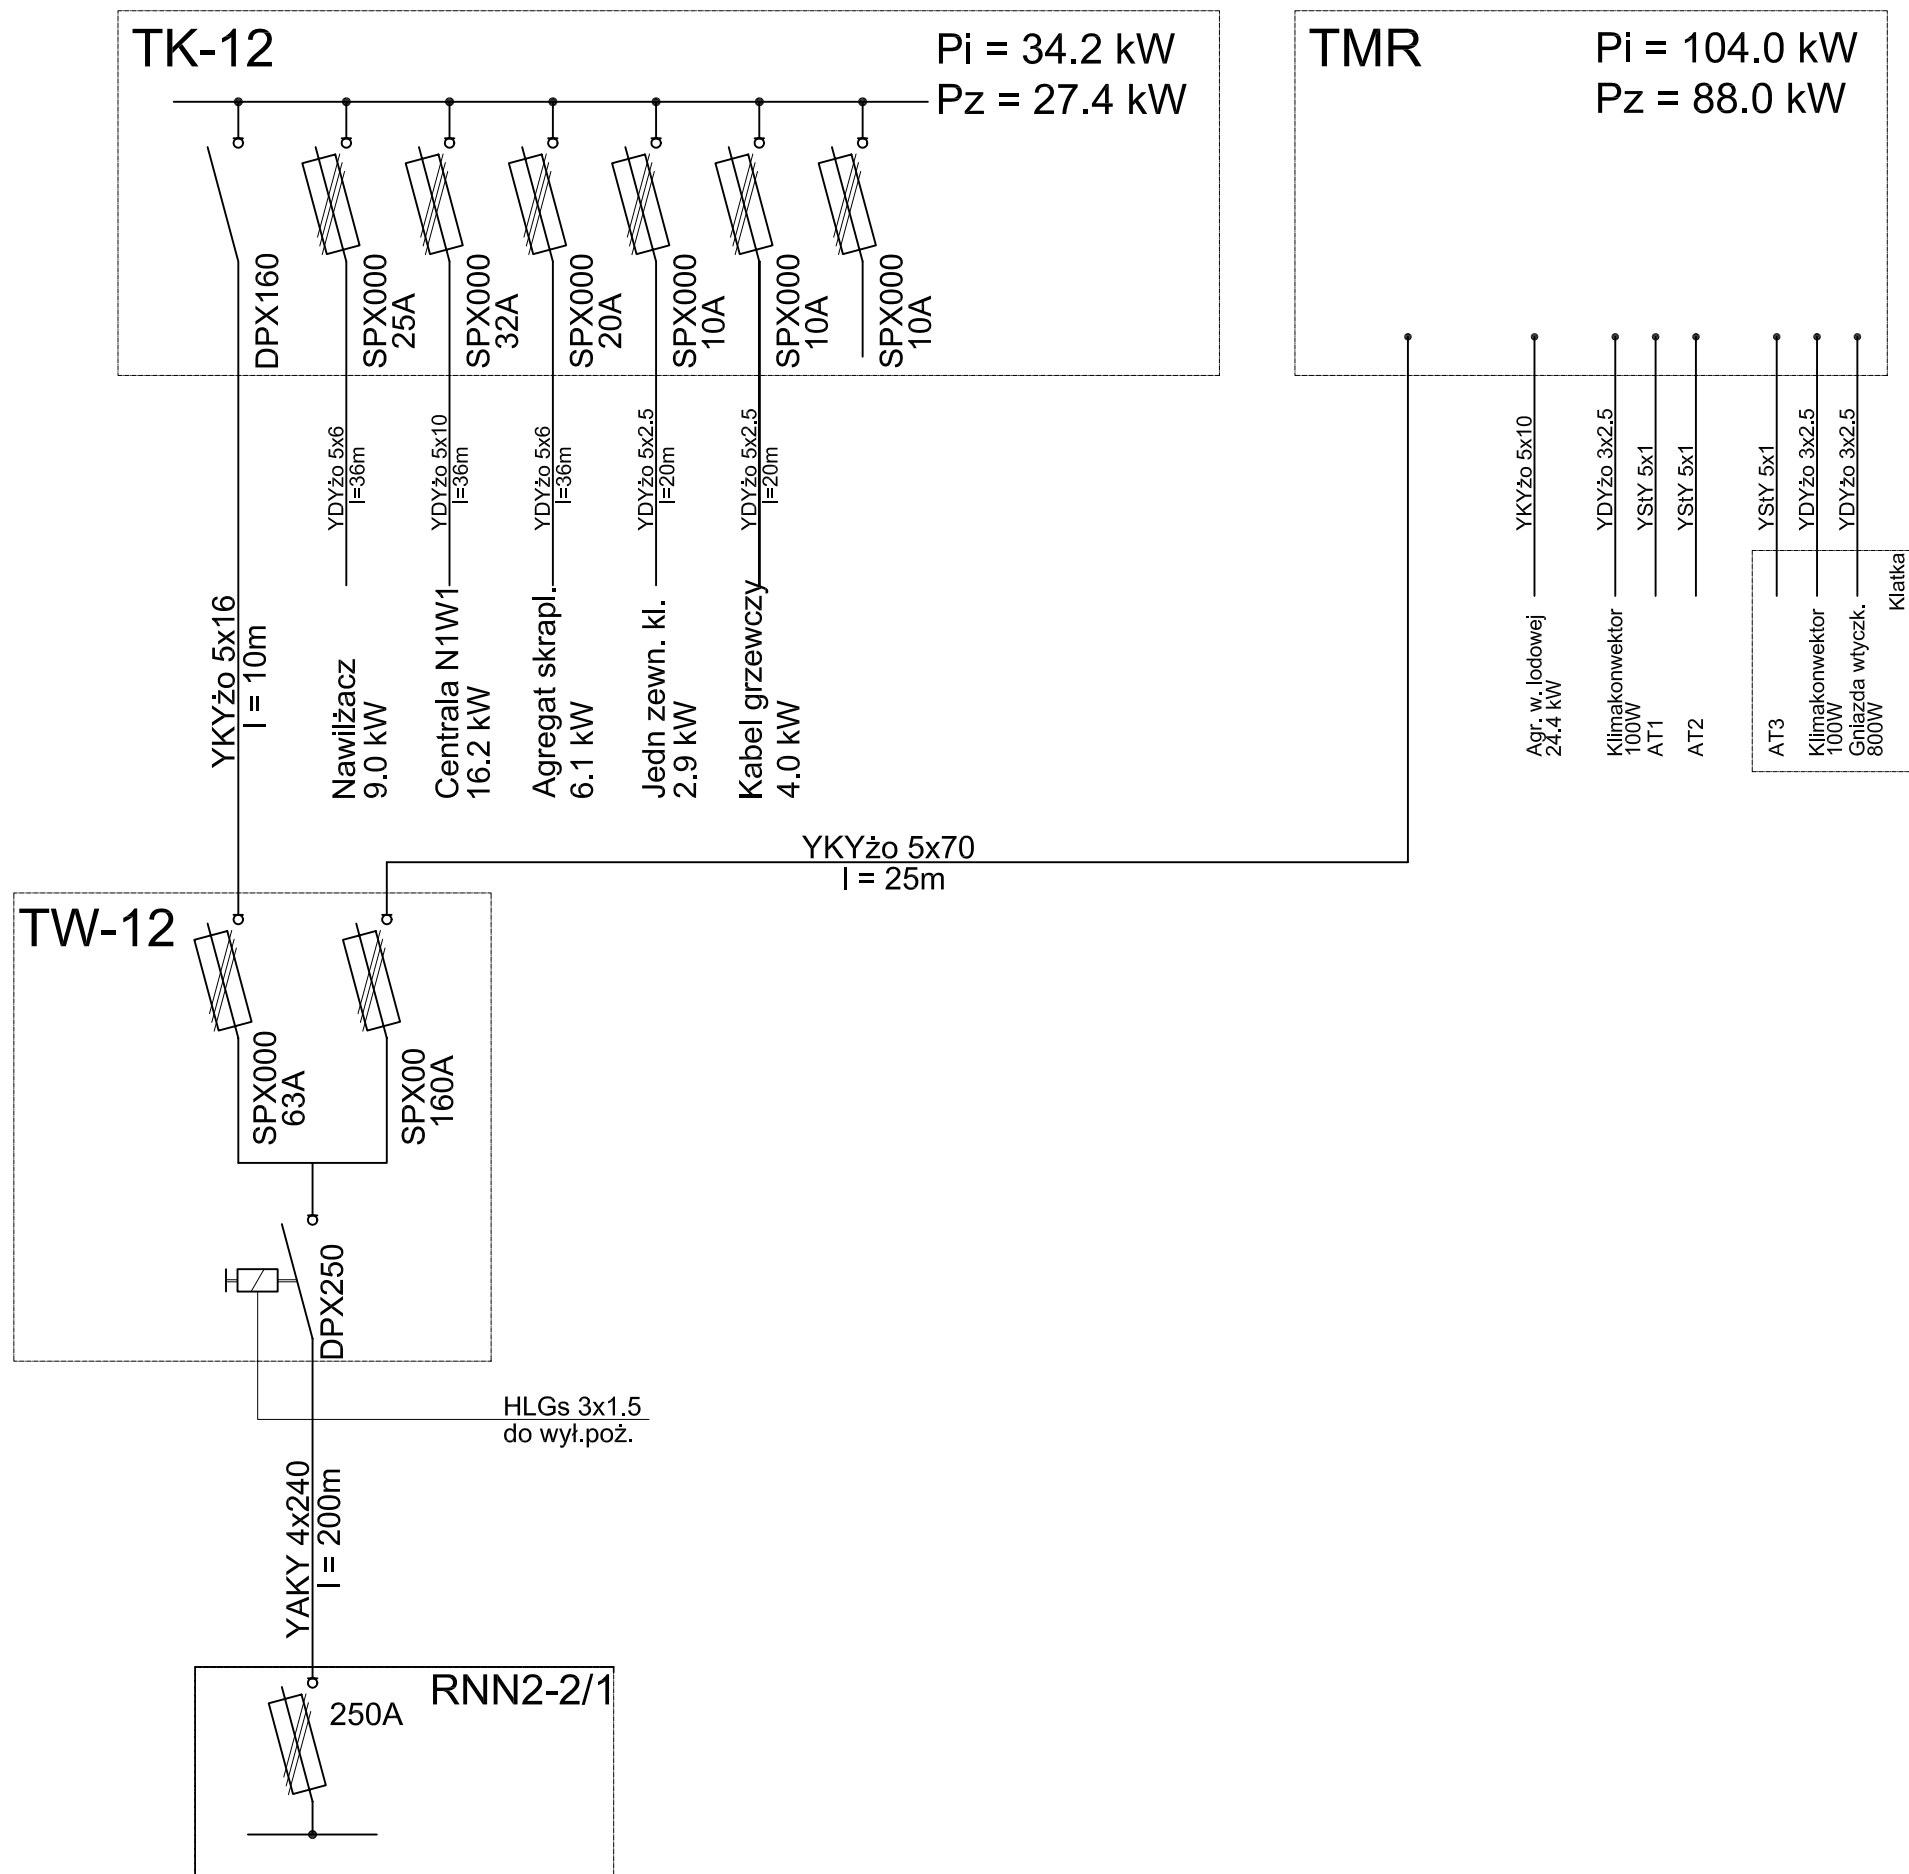 TK-12
Pi = 34.2 kW
Pz = 27.4 kW
TMR
Pi = 104.0 kW
Pz = 88.0 kW
DPX160
SPX000
25A
SPX000
32A
SPX000
20A
SPX000
10A
SPX000
10A
SPX000
10A
YDYżo 5x6
l=36m
YDYżo 5x10
l=36m
YDYżo 5x6
l=36m
YDYżo 5x2.5
l=20m
YDYżo 5x2.5
l=20m
YKYżo 5x10
YDYżo 3x2.5
YStY 5x1
YStY 5x1
YStY 5x1
YDYżo 3x2.5
YDYżo 3x2.5
YKYżo 5x16
l = 10m
Nawilżacz
9.0 kW
Centrala N1W1
16.2 kW
Agregat skrapl.
6.1 kW
Jedn zewn. kl.
2.9 kW
Kabel grzewczy
4.0 kW
Agr. w. lodowej
24.4 kW
Klimakonwektor
100W
AT1
AT2
AT3
Klimakonwektor
100W
Gniazda wtyczk.
800W
Klatka
YKYżo 5x70
l = 25m
TW-12
SPX000
63A
SPX00
160A
DPX250
HLGs 3x1.5
do wył.poż.
YAKY 4x240
l = 200m
RNN2-2/1
250A